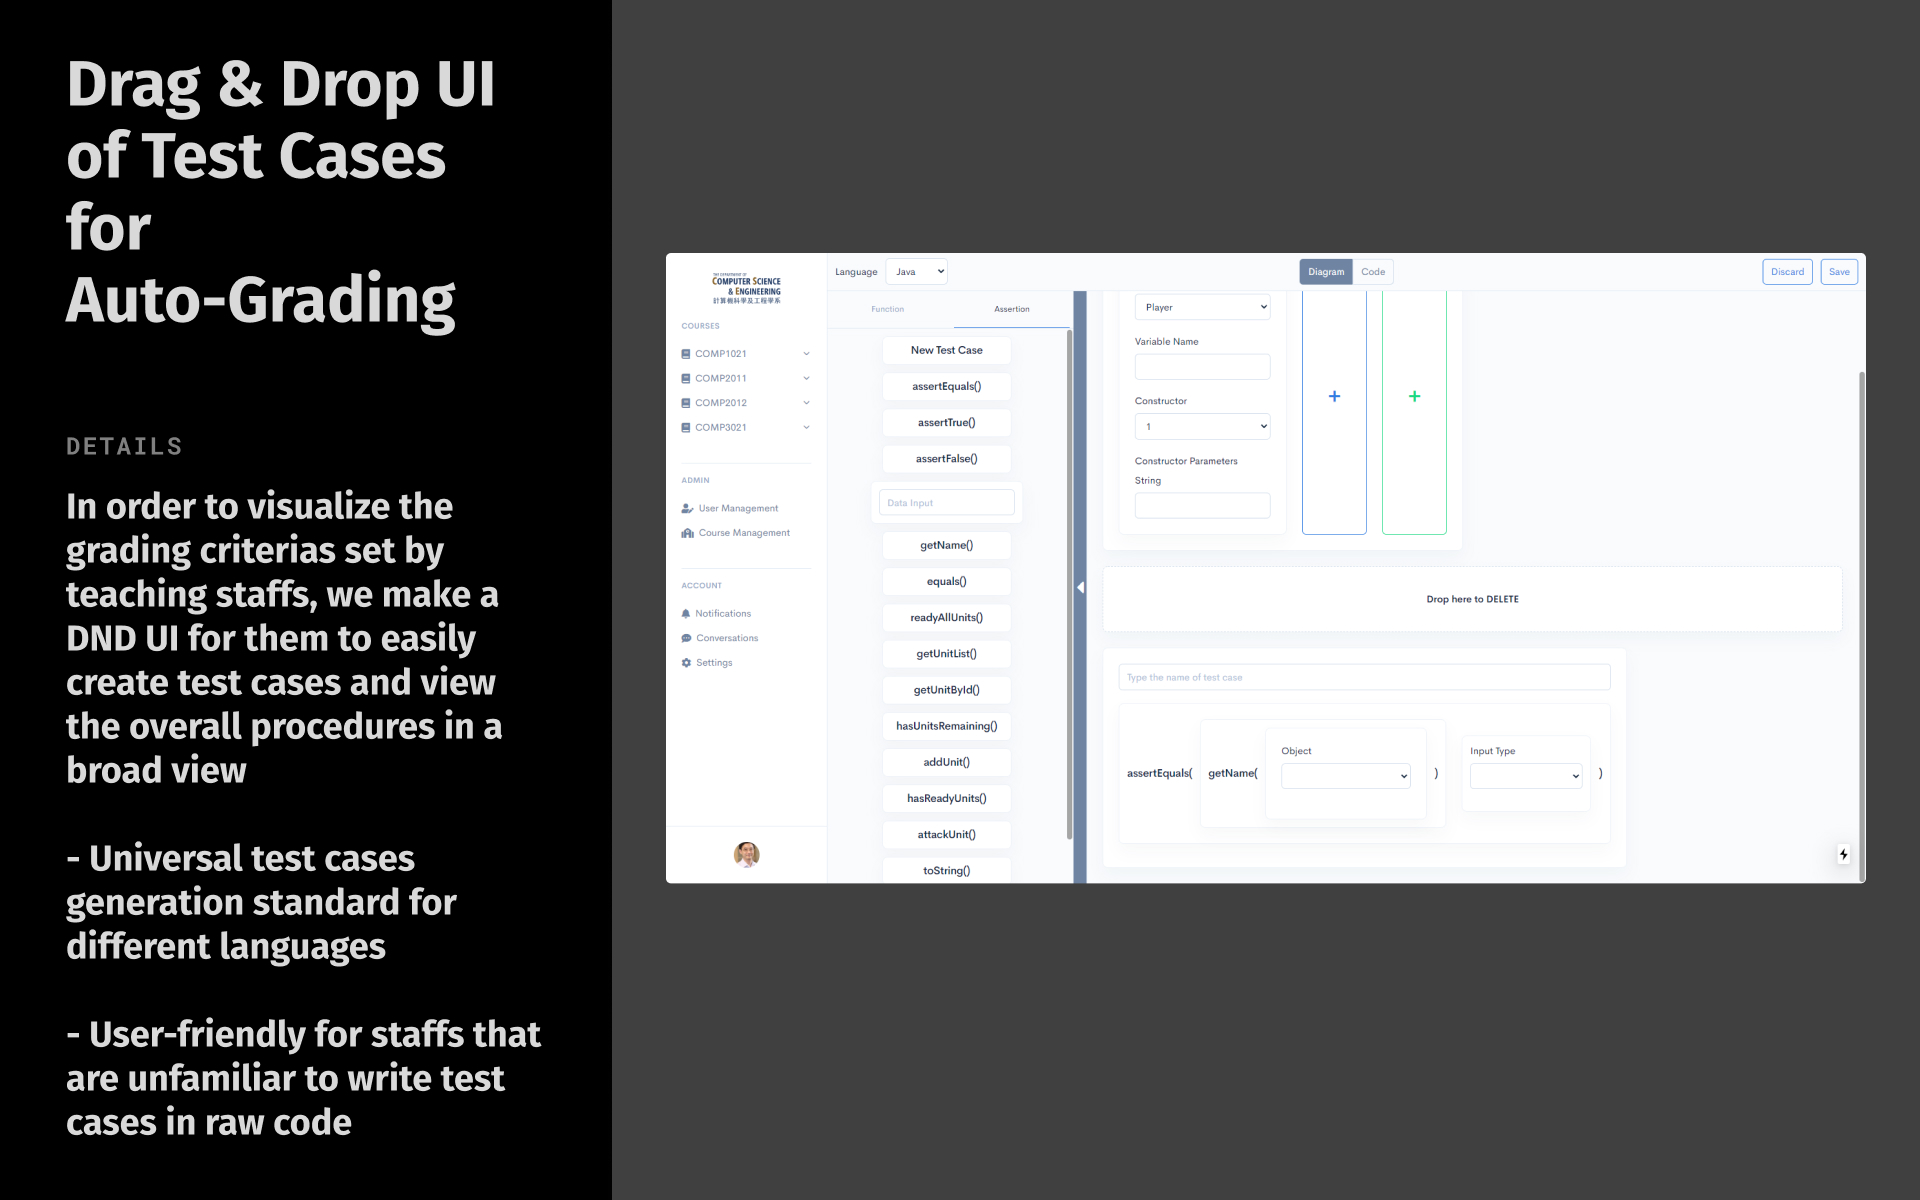 Drag & Drop UI
of Test Cases
for
Auto-Grading
DETAILS
In order to visualize the
grading criterias set by
teaching staffs, we make a
DND UI for them to easily
create test cases and view
the overall procedures in a
broad view
- Universal test cases
generation standard for
different languages
- User-friendly for staffs that
are unfamiliar to write test
cases in raw code
THE DEPARTMENT OF
COMPUTER SCIENCE
& ENGINEERING
計算機科學及工程學系
COURSES
COMP1021
COMP2011
COMP2012
COMP3021
ADMIN
User Management
Course Management
ACCOUNT
Notifications
Conversations
Settings
Language
Java
Diagram
Code
Discard
Save
Function
Assertion
New Test Case
assertEquals()
assertTrue()
assertFalse()
Data Input
getName()
equals()
readyAllUnits()
getUnitList()
getUnitById()
hasUnitsRemaining()
addUnit()
hasReadyUnits()
attackUnit()
toString()
Player
Variable Name
Constructor
1
Constructor Parameters
String
+
+
Drop here to DELETE
Type the name of test case
assertEquals(
getName(
Object
)
Input Type
)